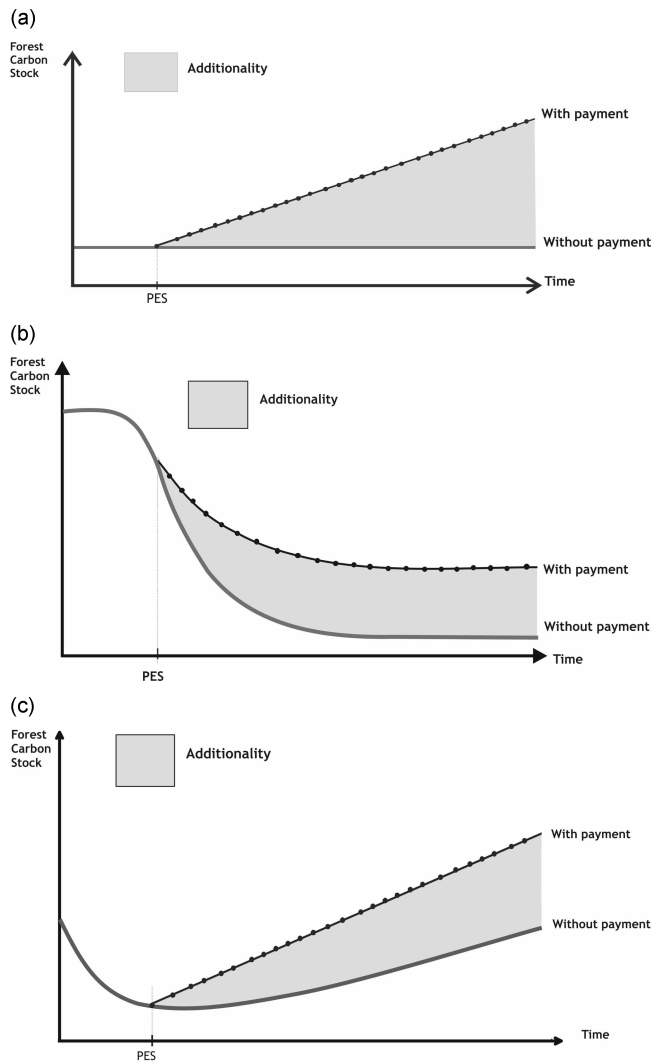 (a)
Forest
Carbon
Stock
Additionality
With payment
Without payment
Time
PES
(b)
Forest
Carbon
Stock
Additionality
With payment
Without payment
Time
PES
(c)
Forest
Carbon
Stock
Additionality
With payment
Without payment
Time
PES